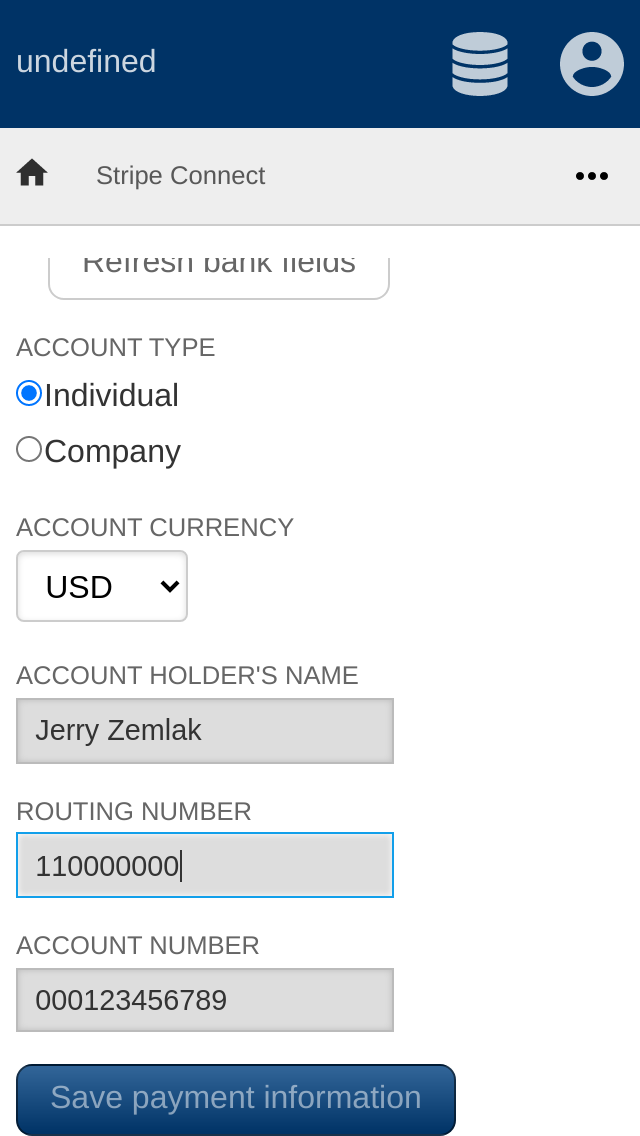 undefined
Stripe Connect
Refresh bank fields
ACCOUNT TYPE
Individual
Company
ACCOUNT CURRENCY
USD
ACCOUNT HOLDER'S NAME
Jerry Zemlak
ROUTING NUMBER
110000000
ACCOUNT NUMBER
000123456789
Save payment information